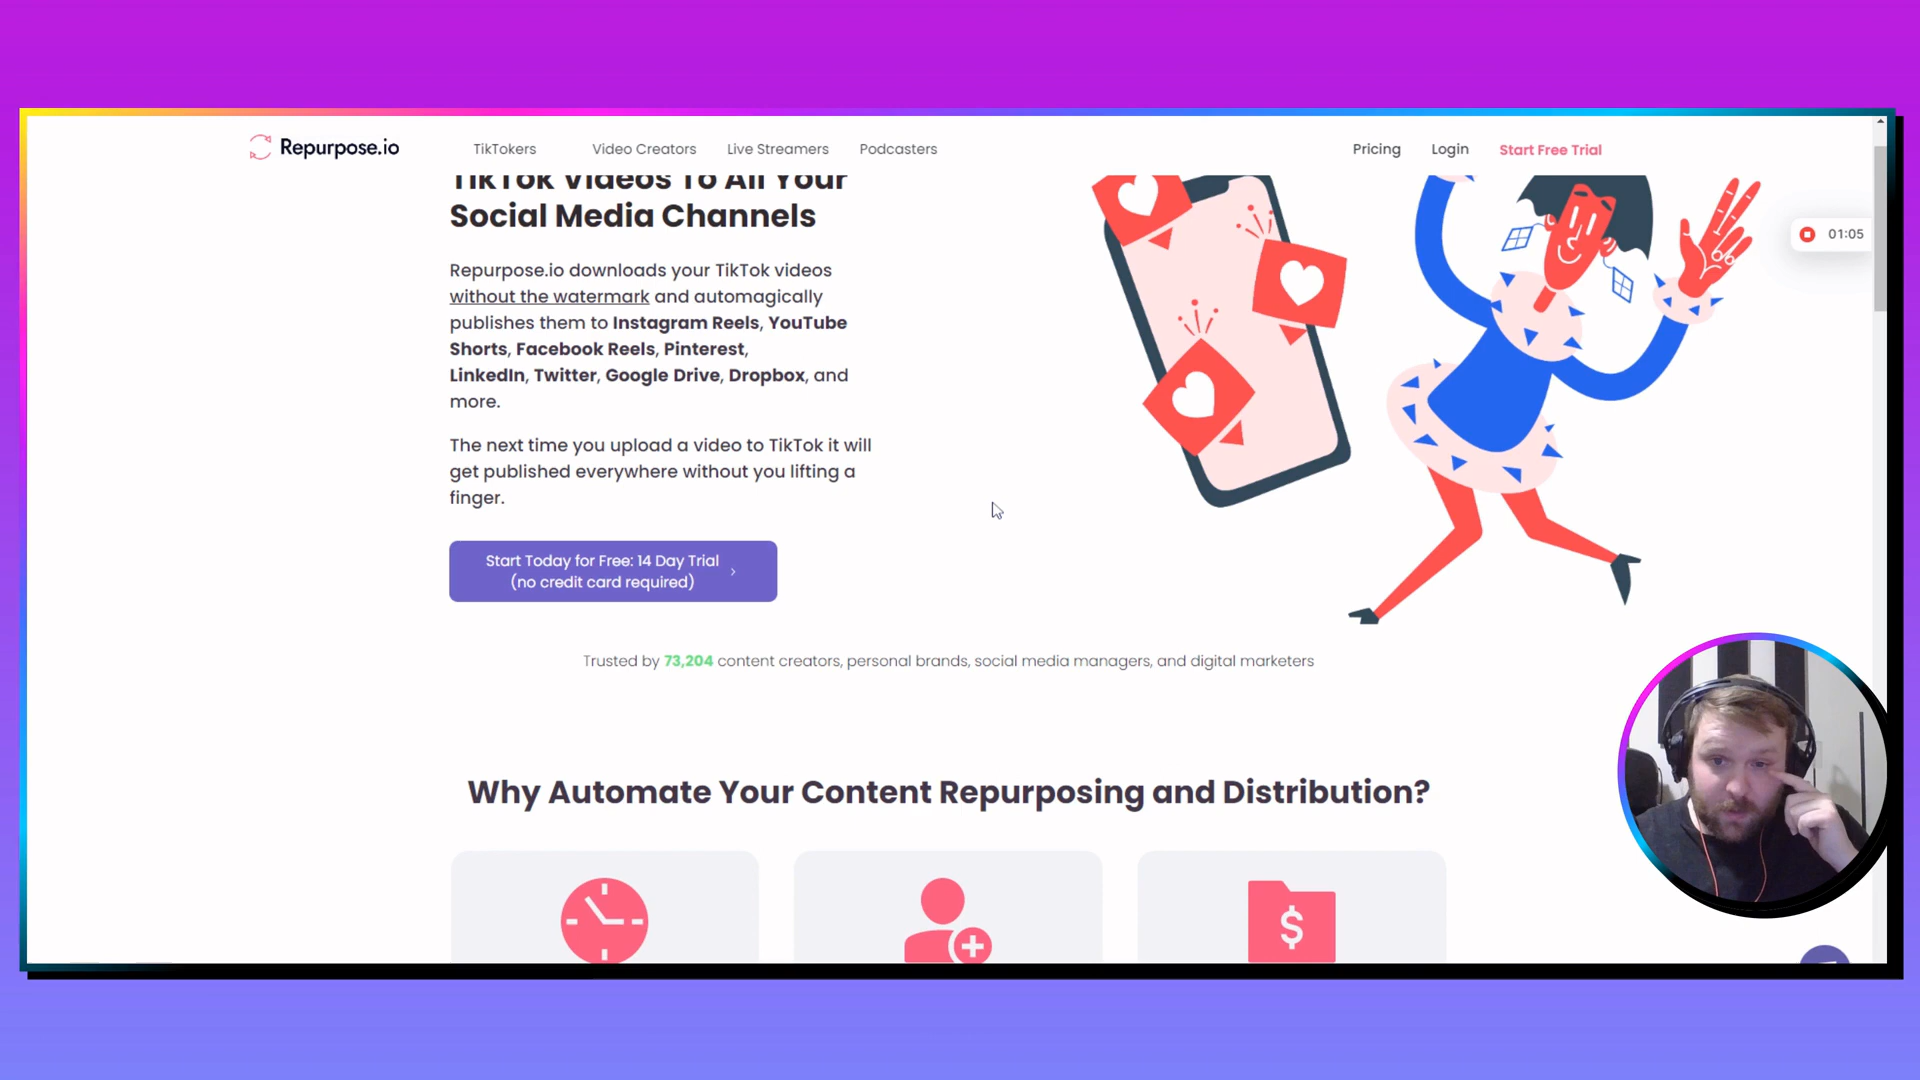 Repurpose.io
TikTokers Video Creators Live Streamers Podcasters
Pricing Login Start Free Trial
TikTok Videos To All Your
Social Media Channels
01:05
Repurpose.io downloads your TikTok videos
without the watermark and automagically
publishes them to Instagram Reels, YouTube
Shorts, Facebook Reels, Pinterest,
LinkedIn, Twitter, Google Drive, Dropbox, and
more.
The next time you upload a video to TikTok it will
get published everywhere without you lifting a
finger.
Start Today for Free: 14 Day Trial
(no credit card required)
Trusted by 73,204 content creators, personal brands, social media managers, and digital marketers
Why Automate Your Content Repurposing and Distribution?
$